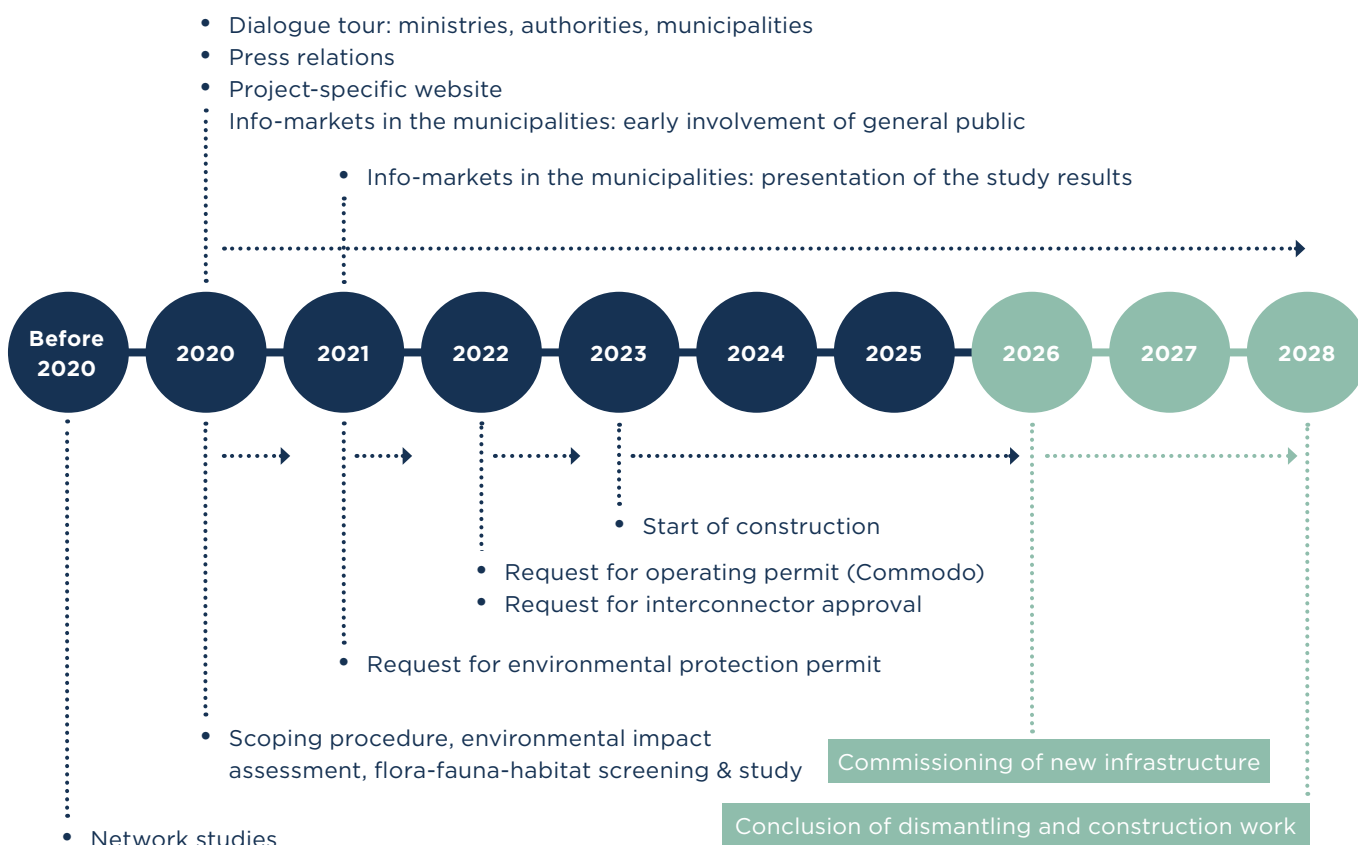 • Dialogue tour: ministries, authorities, municipalities
• Press relations
• Project-specific website
Info-markets in the municipalities: early involvement of general public
• Info-markets in the municipalities: presentation of the study results
Before
2020
2020
2021
2022
2023
2024
2025
2026
2027
2028
• Start of construction
• Request for operating permit (Commodo)
• Request for interconnector approval
• Request for environmental protection permit
• Scoping procedure, environmental impact
assessment, flora-fauna-habitat screening & study
Commissioning of new infrastructure
Conclusion of dismantling and construction work
• Network studies